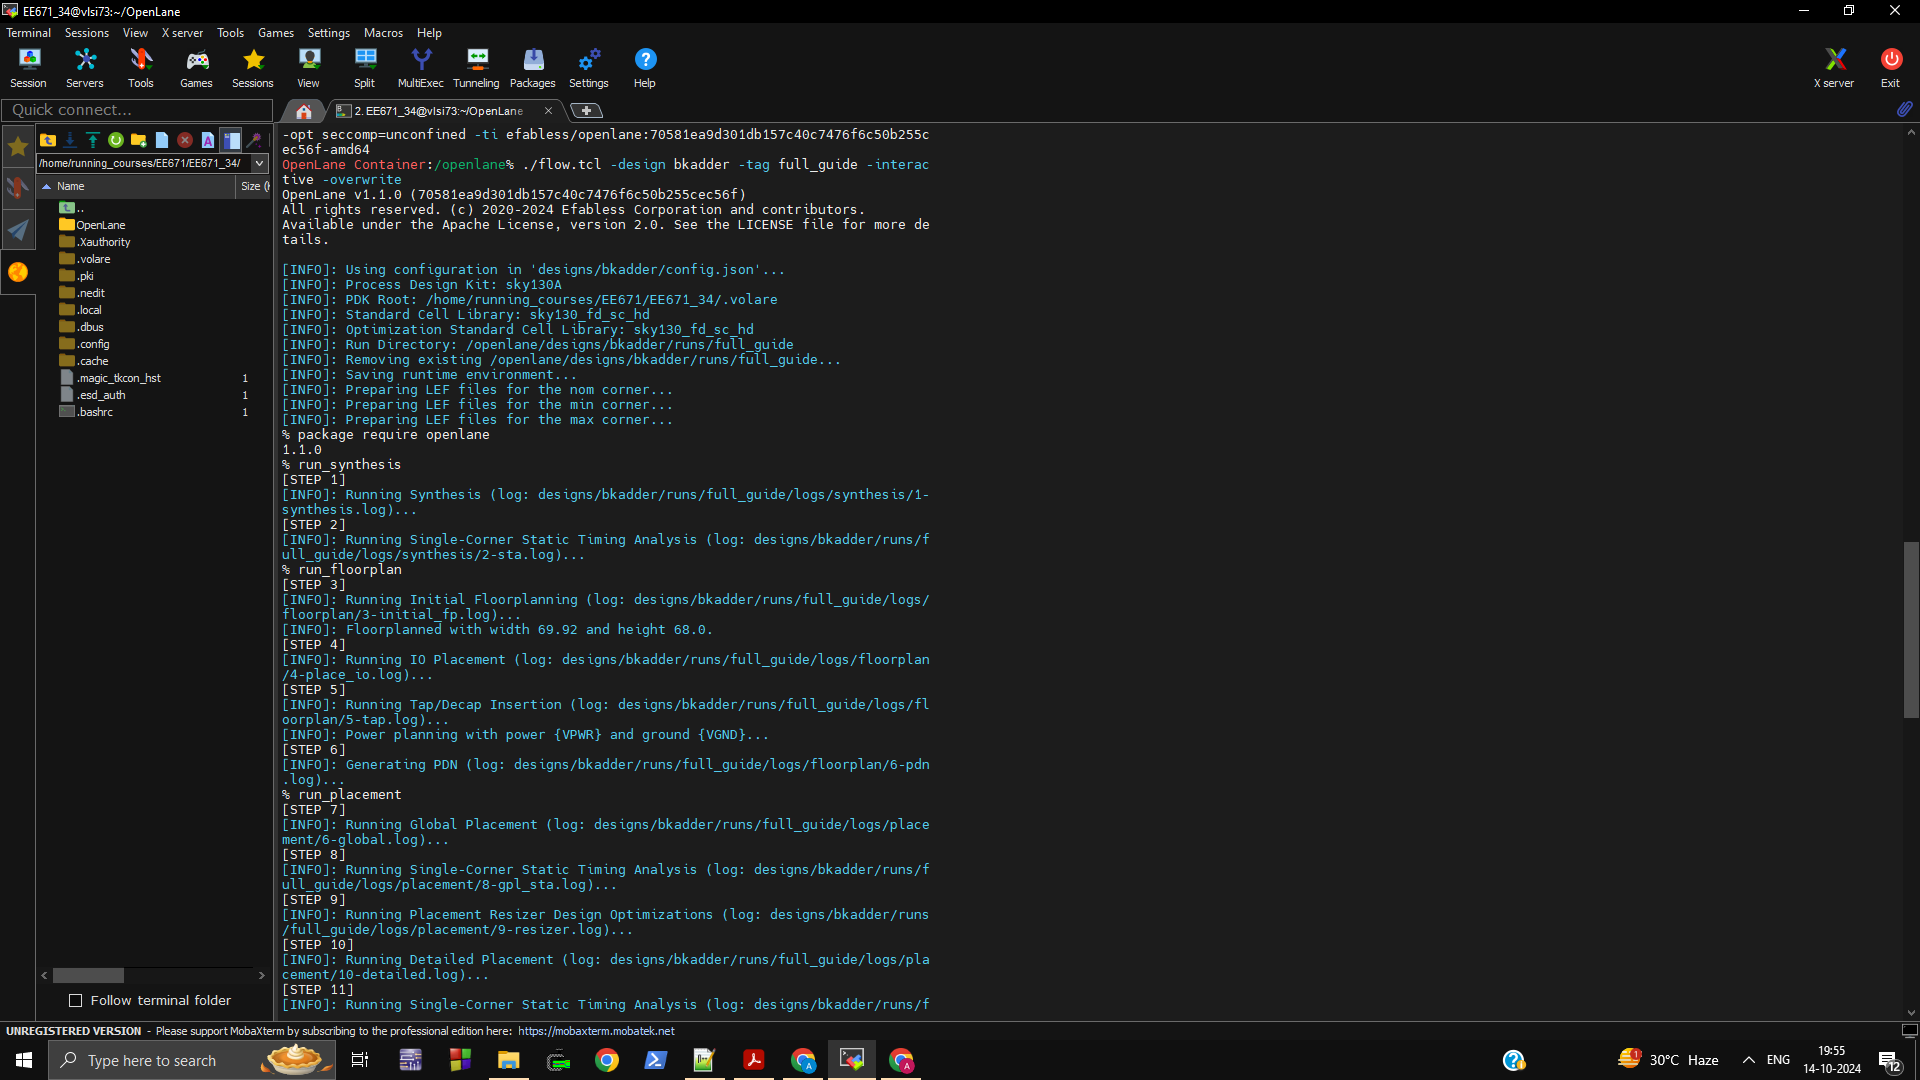 EE671_34@vlsi73:~/OpenLane
Terminal Sessions View X server Tools Games Settings Macros Help
Session Servers Tools Games Sessions View Split MultiExec Tunneling Packages Settings Help X server Exit
Quick connect...
2. EE671_34@vlsi73:~/OpenLane
/home/running_courses/EE671/EE671_34/
Name Size (
..
OpenLane
.Xauthority
.volare
.pki
.nedit
.local
.dbus
.config
.cache
.magic_tkcon_hst 1
.esd_auth 1
.bashrc 1
Follow terminal folder
-opt seccomp=unconfined -ti efabless/openlane:70581ea9d301db157c40c7476f6c50b255c
ec56f-amd64
OpenLane Container:/openlane% ./flow.tcl -design bkadder -tag full_guide -interac
tive -overwrite
OpenLane v1.1.0 (70581ea9d301db157c40c7476f6c50b255cec56f)
All rights reserved. (c) 2020-2024 Efabless Corporation and contributors.
Available under the Apache License, version 2.0. See the LICENSE file for more de
tails.
[INFO]: Using configuration in 'designs/bkadder/config.json'...
[INFO]: Process Design Kit: sky130A
[INFO]: PDK Root: /home/running_courses/EE671/EE671_34/.volare
[INFO]: Standard Cell Library: sky130_fd_sc_hd
[INFO]: Optimization Standard Cell Library: sky130_fd_sc_hd
[INFO]: Run Directory: /openlane/designs/bkadder/runs/full_guide
[INFO]: Removing existing /openlane/designs/bkadder/runs/full_guide...
[INFO]: Saving runtime environment...
[INFO]: Preparing LEF files for the nom corner...
[INFO]: Preparing LEF files for the min corner...
[INFO]: Preparing LEF files for the max corner...
% package require openlane
1.1.0
% run_synthesis
[STEP 1]
[INFO]: Running Synthesis (log: designs/bkadder/runs/full_guide/logs/synthesis/1-
synthesis.log)...
[STEP 2]
[INFO]: Running Single-Corner Static Timing Analysis (log: designs/bkadder/runs/f
ull_guide/logs/synthesis/2-sta.log)...
% run_floorplan
[STEP 3]
[INFO]: Running Initial Floorplanning (log: designs/bkadder/runs/full_guide/logs/
floorplan/3-initial_fp.log)...
[INFO]: Floorplanned with width 69.92 and height 68.0.
[STEP 4]
[INFO]: Running IO Placement (log: designs/bkadder/runs/full_guide/logs/floorplan
/4-place_io.log)...
[STEP 5]
[INFO]: Running Tap/Decap Insertion (log: designs/bkadder/runs/full_guide/logs/fl
oorplan/5-tap.log)...
[INFO]: Power planning with power {VPWR} and ground {VGND}...
[STEP 6]
[INFO]: Generating PDN (log: designs/bkadder/runs/full_guide/logs/floorplan/6-pdn
.log)...
% run_placement
[STEP 7]
[INFO]: Running Global Placement (log: designs/bkadder/runs/full_guide/logs/place
ment/6-global.log)...
[STEP 8]
[INFO]: Running Single-Corner Static Timing Analysis (log: designs/bkadder/runs/f
ull_guide/logs/placement/8-gpl_sta.log)...
[STEP 9]
[INFO]: Running Placement Resizer Design Optimizations (log: designs/bkadder/runs
/full_guide/logs/placement/9-resizer.log)...
[STEP 10]
[INFO]: Running Detailed Placement (log: designs/bkadder/runs/full_guide/logs/pla
cement/10-detailed.log)...
[STEP 11]
[INFO]: Running Single-Corner Static Timing Analysis (log: designs/bkadder/runs/f
UNREGISTERED VERSION - Please support MobaXterm by subscribing to the professional edition here: https://mobaxterm.mobatek.net
Type here to search
30°C Haze
ENG
19:55
14-10-2024
12